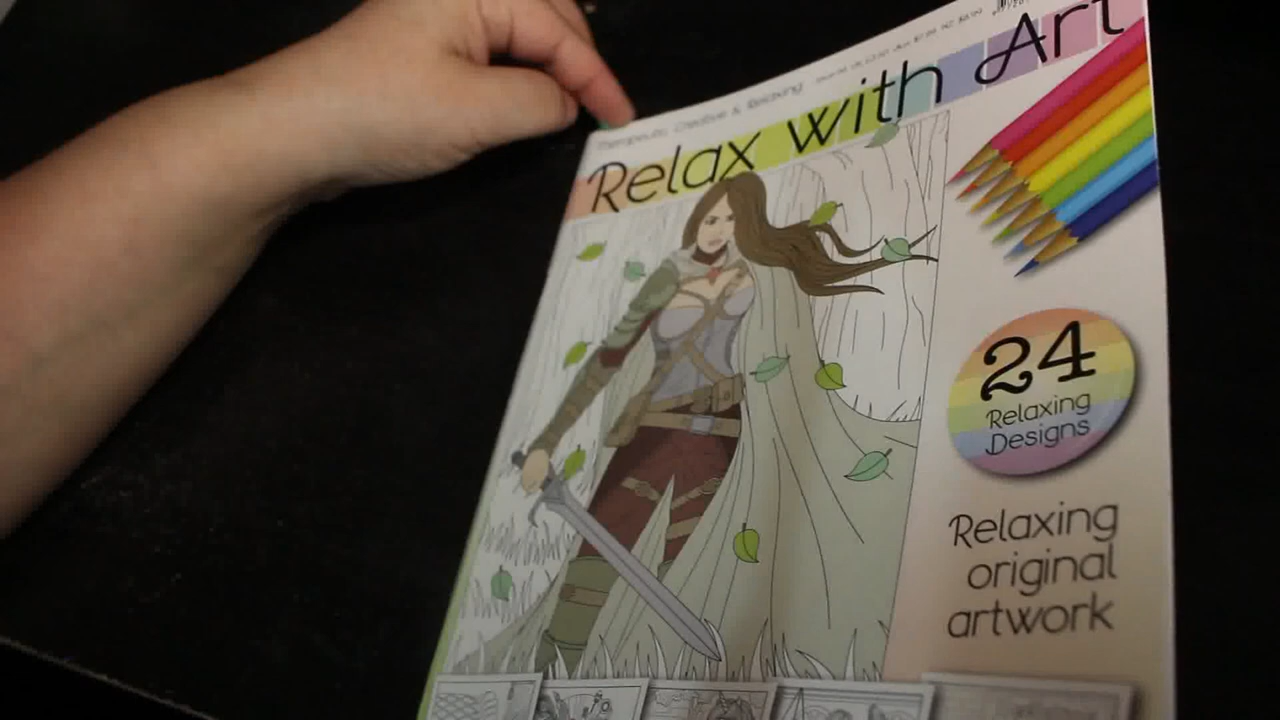 Therapeutic, Creative & Relaxing
Relax with Art
24
Relaxing
Designs
Relaxing
original
artwork